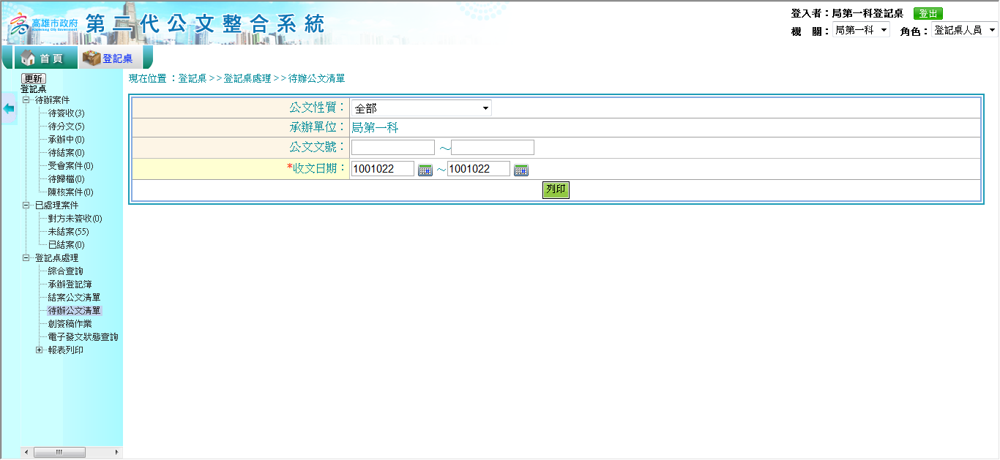 高雄市政府
Kaohsiung City Government
第二代公文整合系統
登入者：局第一科登記桌 登出
機 關： 局第一科 角色： 登記桌人員
首頁 登記桌
更新
登記桌
待辦案件
待簽收(3)
待分文(5)
承辦中(0)
待結案(0)
受會案件(0)
待歸檔(0)
陳核案件(0)
已處理案件
對方未簽收(0)
未結案(55)
已結案(0)
登記桌處理
綜合查詢
承辦登記簿
結案公文清單
待辦公文清單
創簽稿作業
電子發文狀態查詢
報表列印
現在位置 ：登記桌 >>登記桌處理 >>待辦公文清單
公文性質： 全部
承辦單位： 局第一科
公文文號： ～
*收文日期： 1001022 ～ 1001022
列印